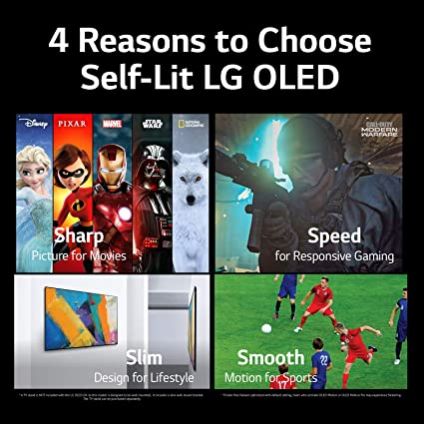 4 Reasons to Choose
Self-Lit LG OLED
Disney
PIXAR
MARVEL
STAR
WARS
NATIONAL
GEOGRAPHIC
CALL OF DUTY
MODERN
WARFARE
Sharp
Picture for Movies
Speed
for Responsive Gaming
Slim
Design for Lifestyle
Smooth
Motion for Sports